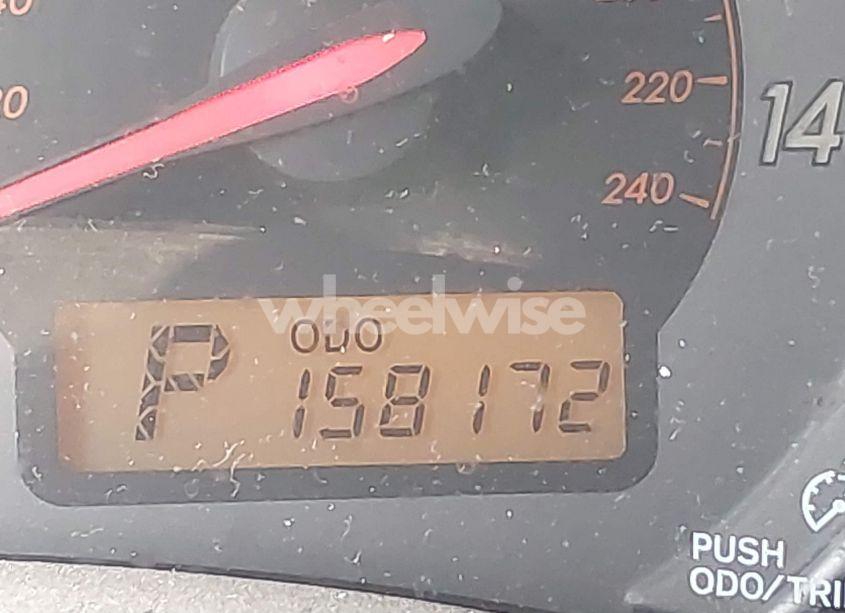 220
14
240
wheelwise
ODO
P 158172
PUSH
ODO/TRI